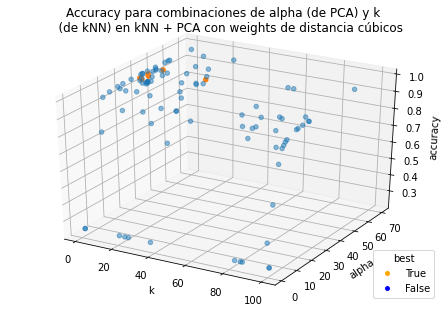 Accuracy para combinaciones de alpha (de PCA) y k
(de kNN) en kNN + PCA con weights de distancia cúbicos
1.0
0.9
0.8
0.7
0.6
0.5
0.4
0.3
accuracy
70
60
50
40
30
20
10
0
alpha
0
20
40
60
80
100
k
best
True
False